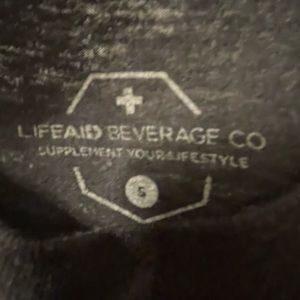 LIFEAID BEVERAGE CO
SUPPLEMENT YOUR LIFESTYLE
S